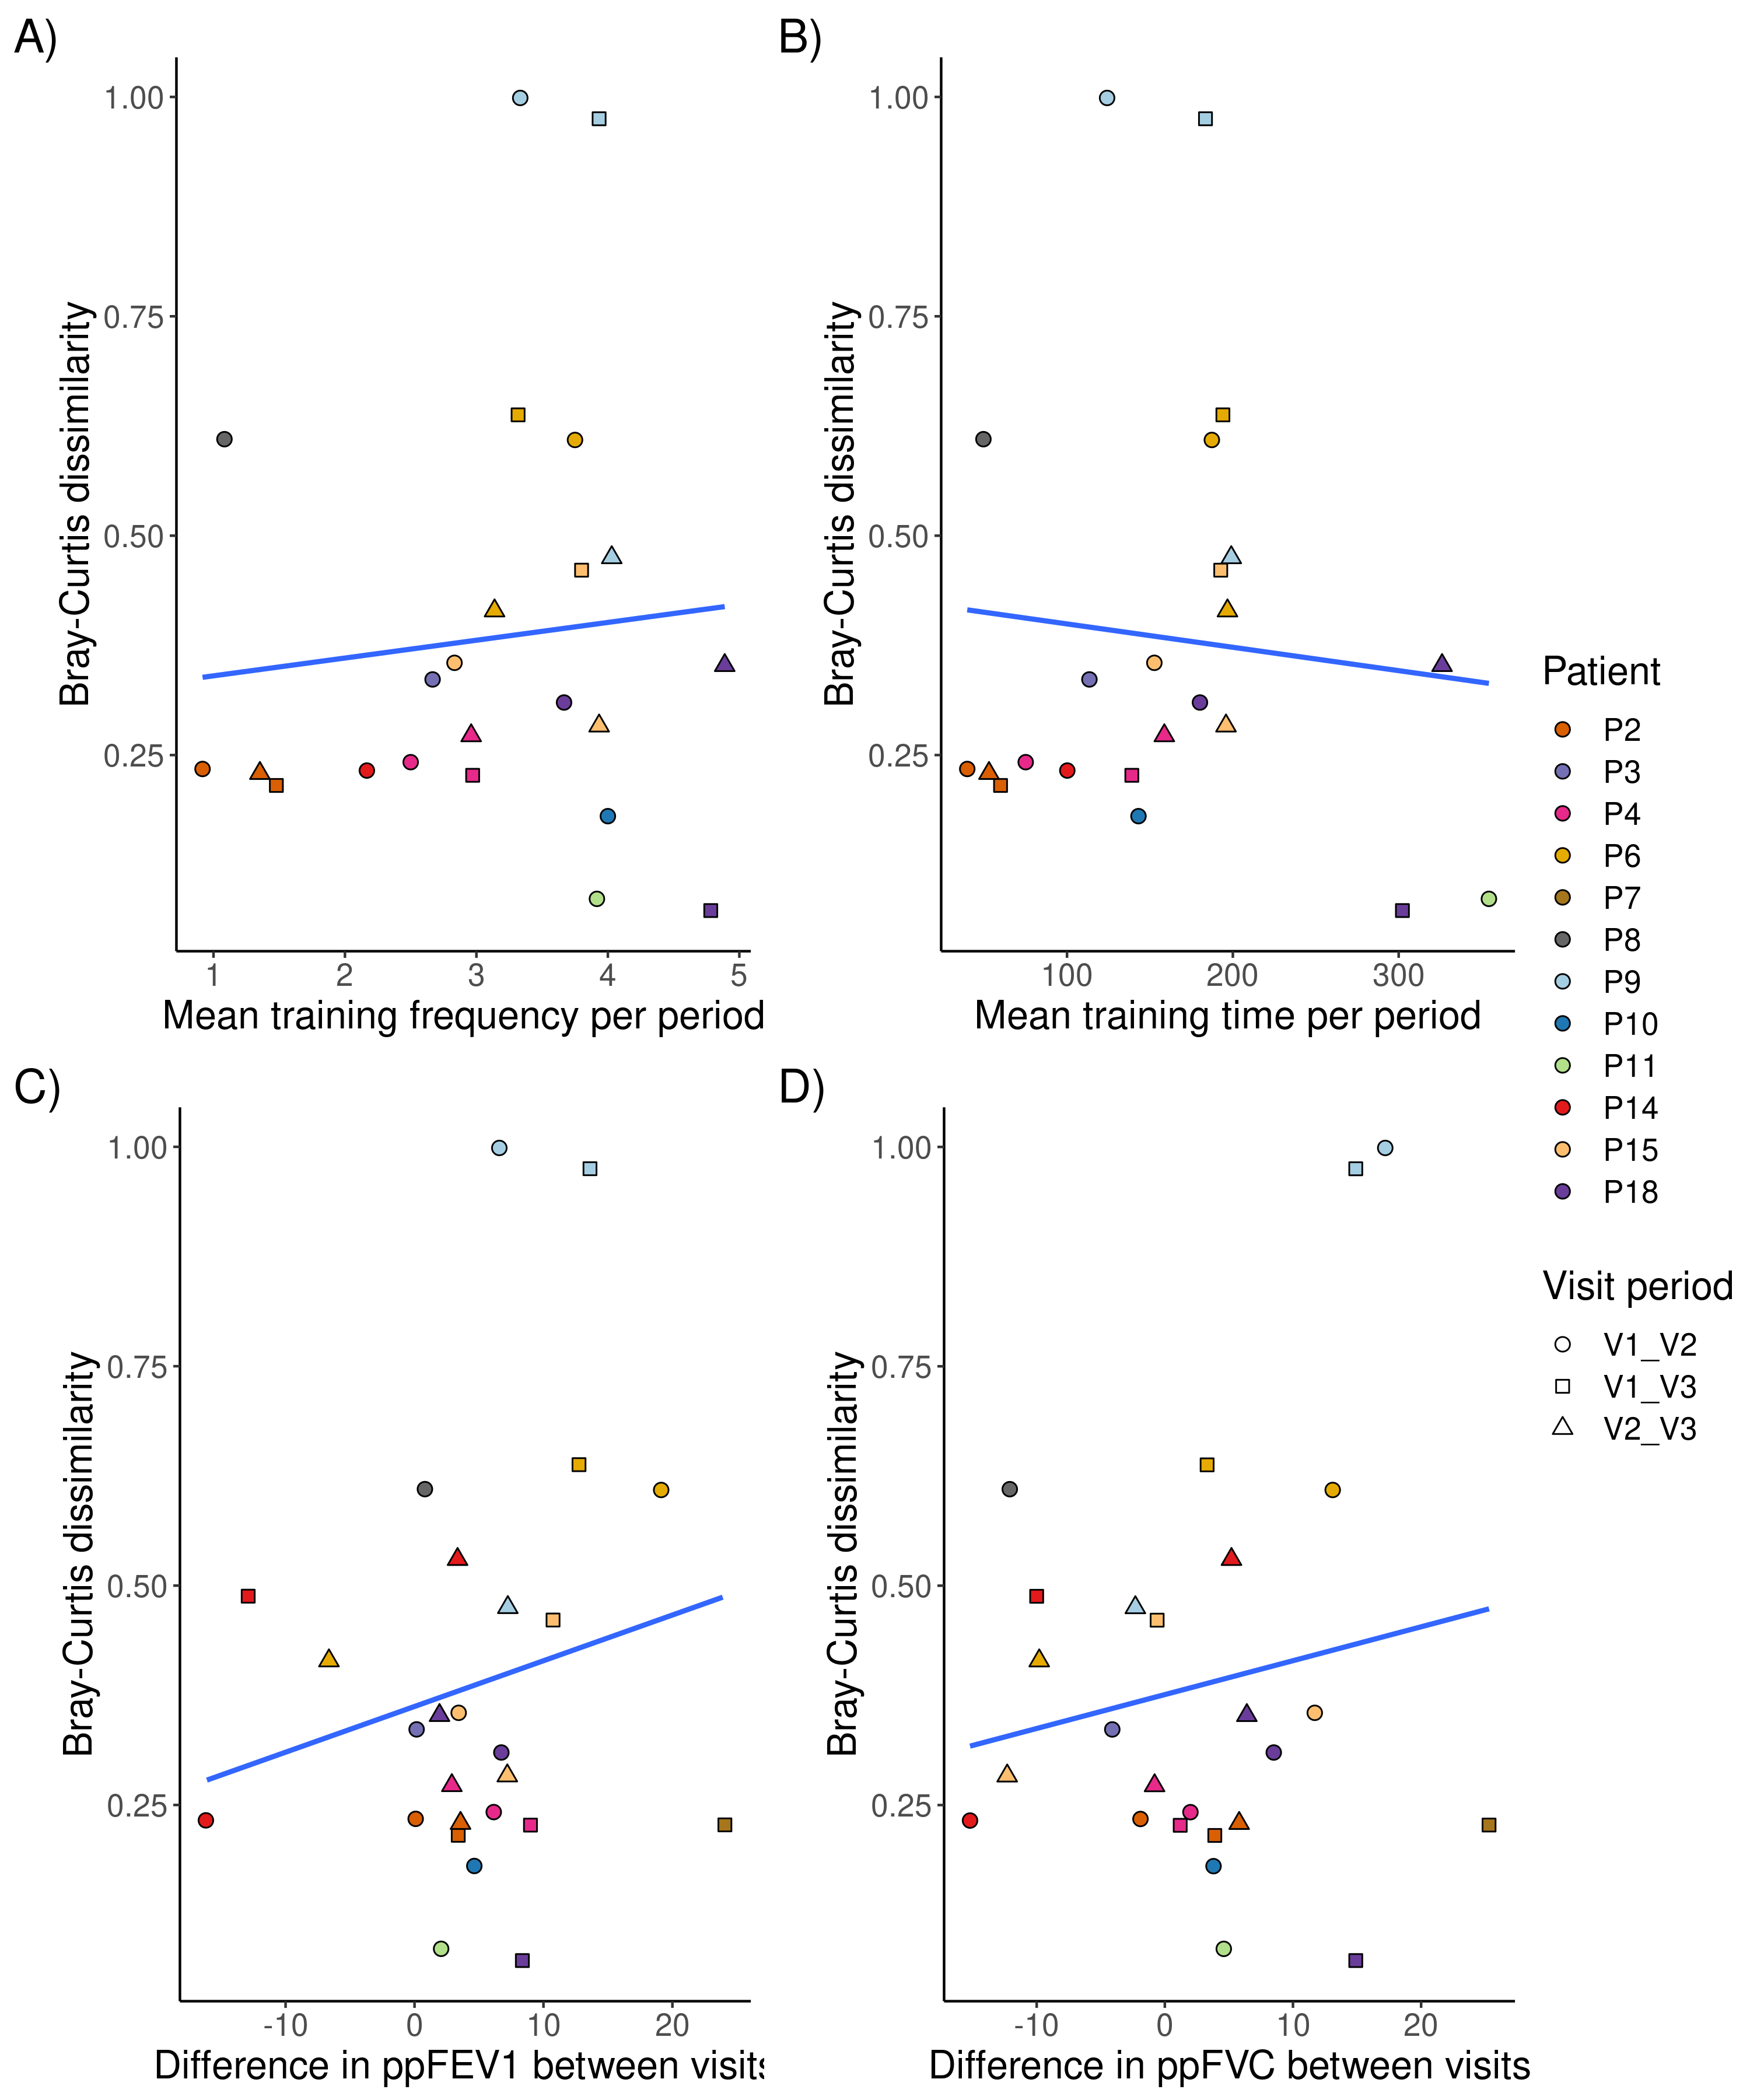 A)
B)
1.00
0.75
0.50
0.25
Bray-Curtis dissimilarity
1 2 3 4 5
Mean training frequency per period
1.00
0.75
0.50
0.25
Bray-Curtis dissimilarity
100 200 300
Mean training time per period
C)
D)
1.00
0.75
0.50
0.25
Bray-Curtis dissimilarity
-10 0 10 20
Difference in ppFEV1 between visits
1.00
0.75
0.50
0.25
Bray-Curtis dissimilarity
-10 0 10 20
Difference in ppFVC between visits
Patient
P2
P3
P4
P6
P7
P8
P9
P10
P11
P14
P15
P18
Visit period
V1_V2
V1_V3
V2_V3